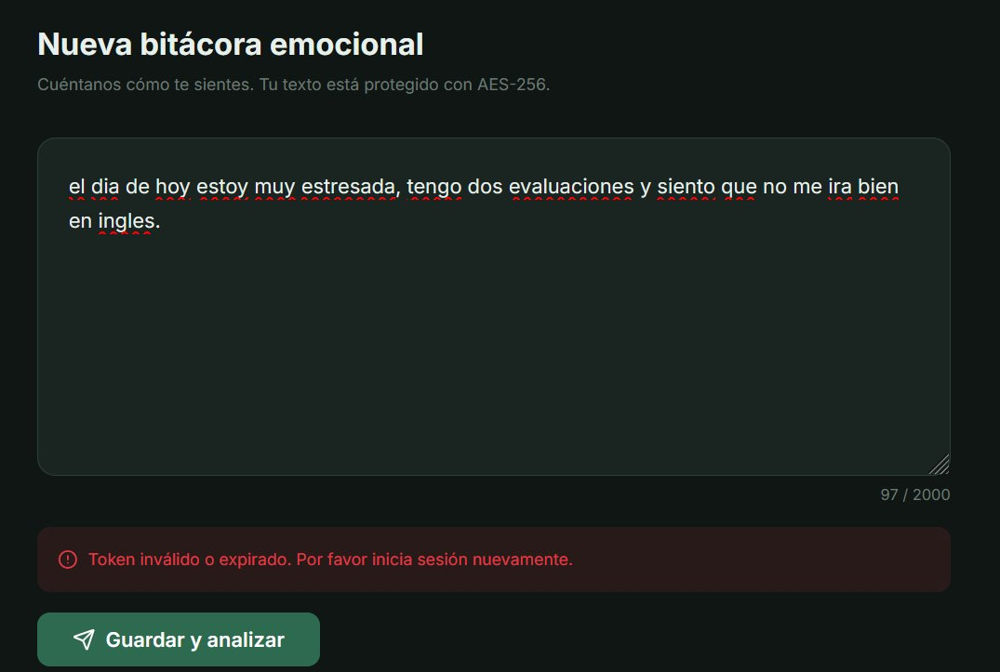 Nueva bitácora emocional
Cuéntanos cómo te sientes. Tu texto está protegido con AES-256.
el dia de hoy estoy muy estresada, tengo dos evaluaciones y siento que no me ira bien
en ingles.
97 / 2000
Token inválido o expirado. Por favor inicia sesión nuevamente.
Guardar y analizar